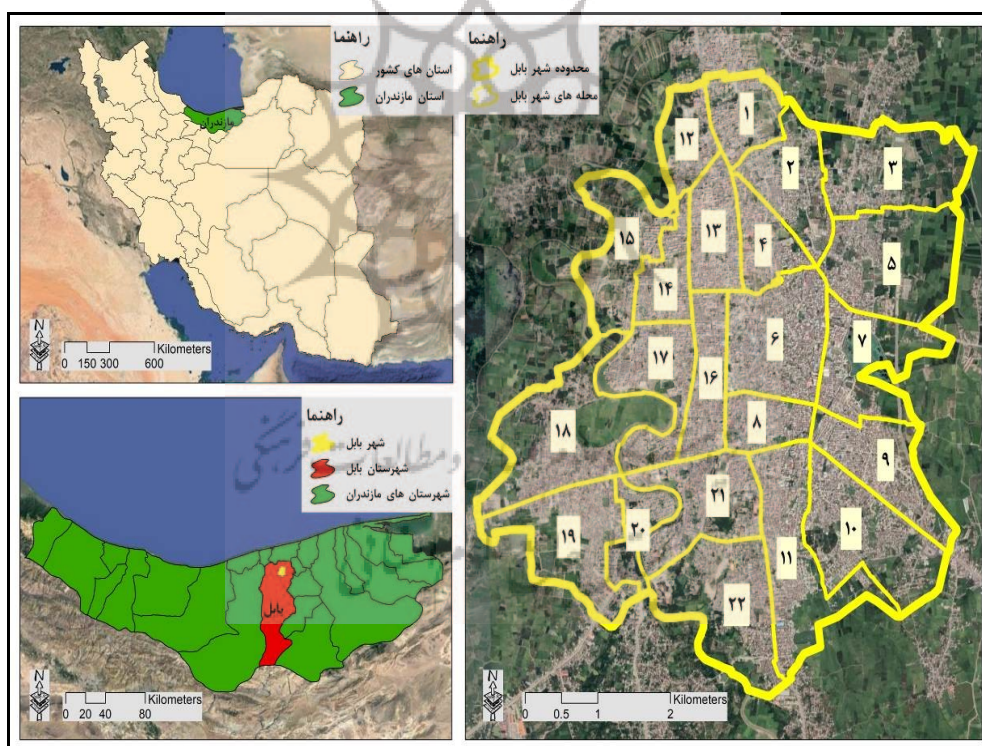 راهنما
استان های کشور
استان مازندران
مازندران
N
Kilometers
0 150 300 600
راهنما
محدوده شهر بابل
محله های شهر بابل
۱
۱۲
۲
۳
۱۳
۱۵
۴
۵
۱۴
۶
۷
۱۷
۱۶
۱۸
۸
۹
۲۱
۱۹
۲۰
۱۰
۱۱
۲۲
N
Kilometers
0 0.5 1 2
راهنما
شهر بابل
شهرستان بابل
شهرستان های مازندران
بابل
N
Kilometers
0 20 40 80
ومطالعات فرهنگی